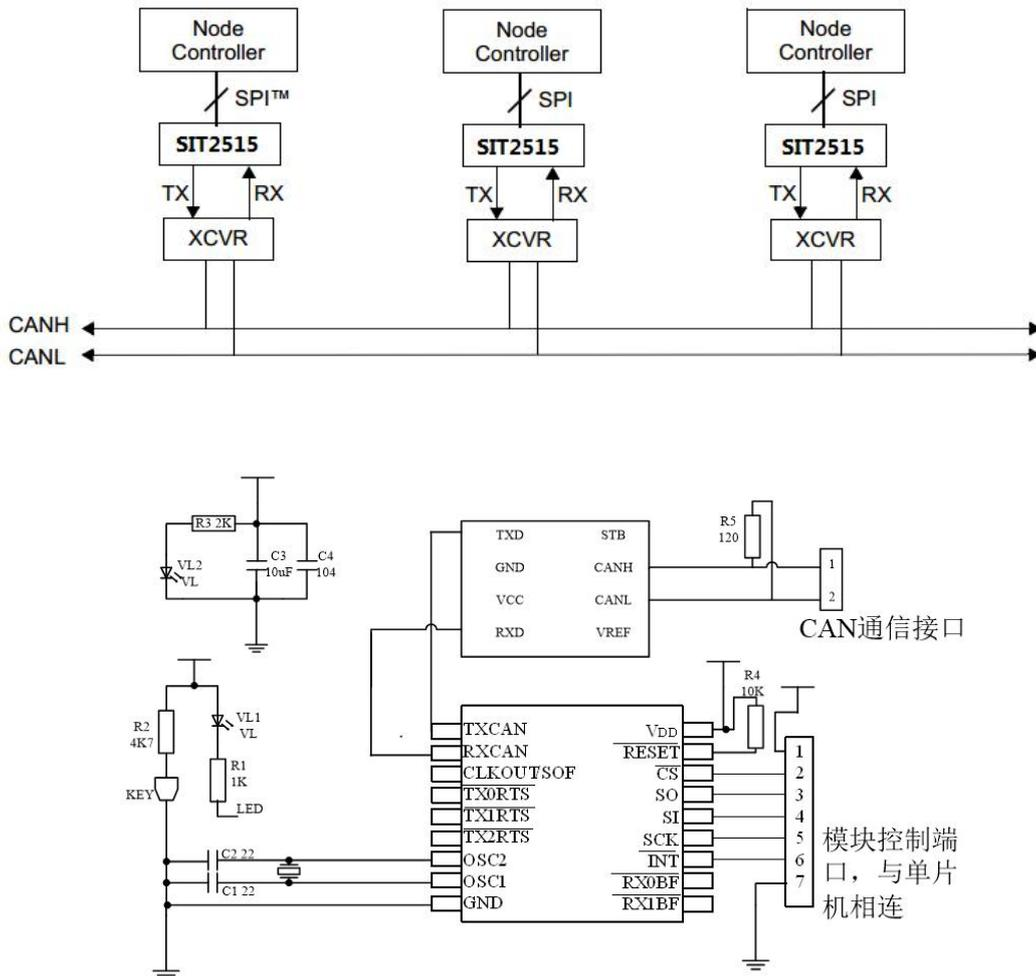 Node
Controller
Node
Controller
Node
Controller
SPI™
SPI
SPI
SIT2515
SIT2515
SIT2515
TX
RX
TX
RX
TX
RX
XCVR
XCVR
XCVR
CANH
CANL
R3 2K
C3
10uF
C4
104
VL2
VL
TXD
STB
GND
CANH
VCC
CANL
RXD
VREF
R5
120
1
2
CAN通信接口
R2
4K7
VL1
VL
R1
1K
KEY
LED
C2 22
C1 22
TXCAN
RXCAN
CLKOUT/SOF
TX0RTS
TX1RTS
TX2RTS
OSC2
OSC1
GND
VDD
RESET
CS
SO
SI
SCK
INT
RX0BF
RX1BF
R4
10K
1
2
3
4
5
6
7
模块控制端
口，与单片
机相连